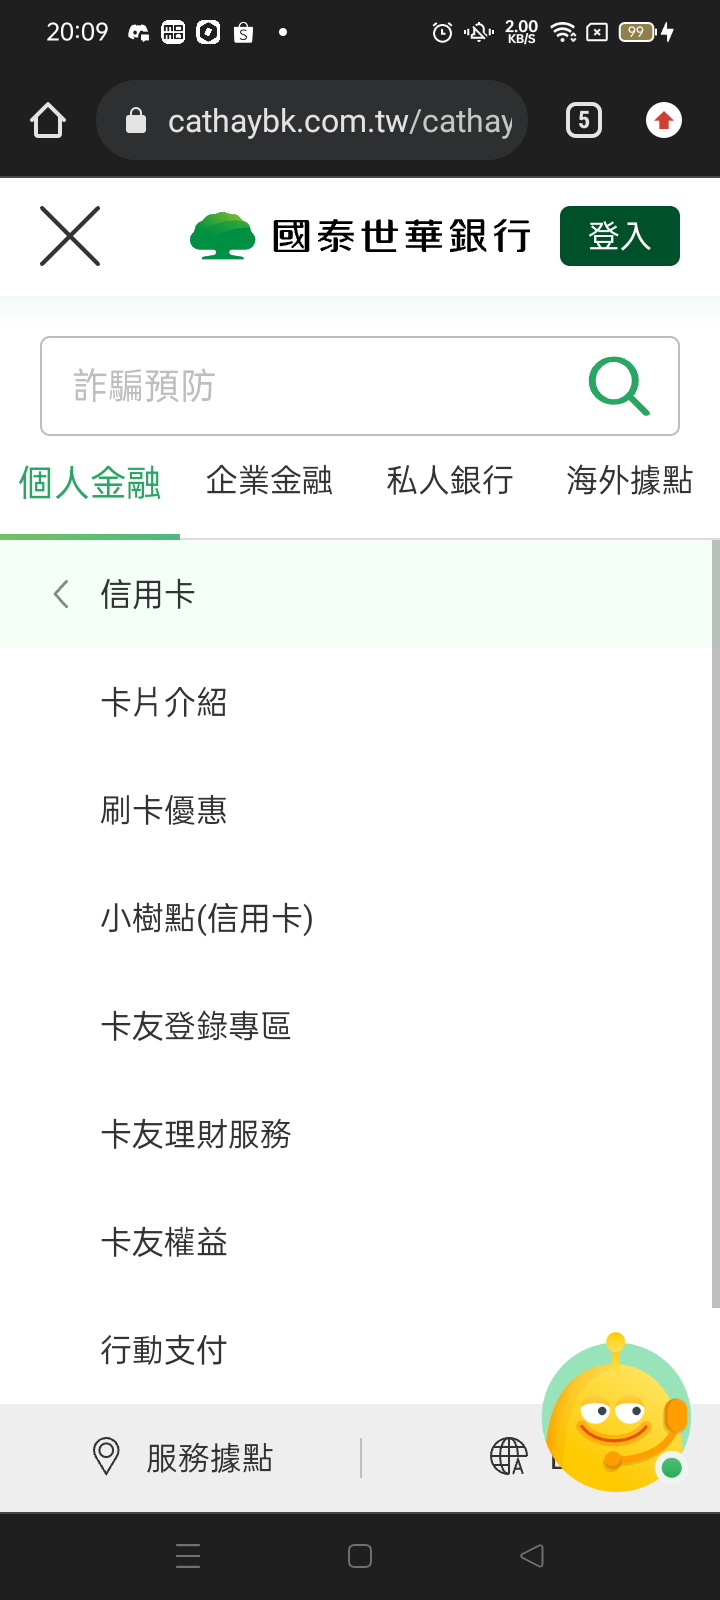 20:09
2.00
KB/S
99
cathaybk.com.tw/cathay
5
國泰世華銀行
登入
詐騙預防
個人金融 企業金融 私人銀行 海外據點
信用卡
卡片介紹
刷卡優惠
小樹點(信用卡)
卡友登錄專區
卡友理財服務
卡友權益
行動支付
服務據點